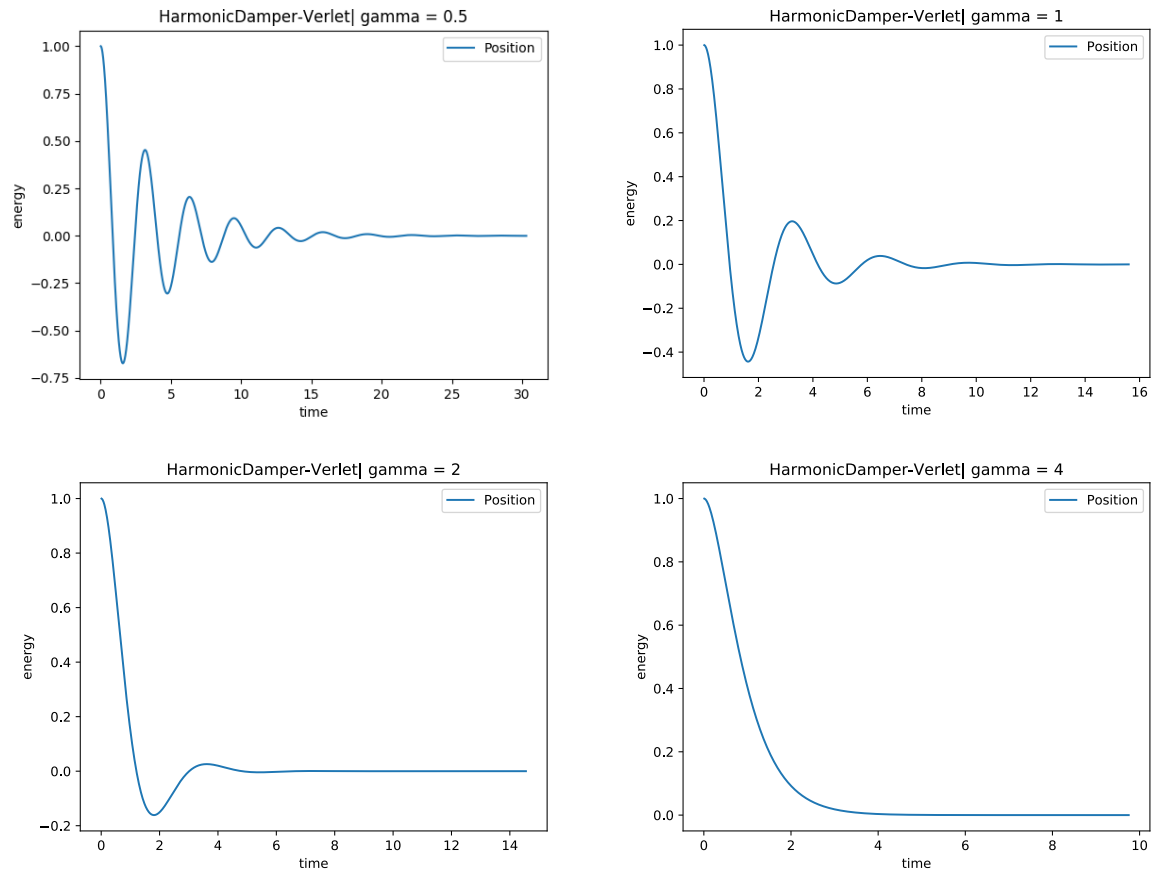 HarmonicDamper-Verlet| gamma = 0.5
Position
1.00
0.75
0.50
0.25
0.00
−0.25
−0.50
−0.75
energy
0 5 10 15 20 25 30
time
HarmonicDamper-Verlet| gamma = 1
Position
1.0
0.8
0.6
0.4
0.2
0.0
−0.2
−0.4
energy
0 2 4 6 8 10 12 14 16
time
HarmonicDamper-Verlet| gamma = 2
Position
1.0
0.8
0.6
0.4
0.2
0.0
−0.2
energy
0 2 4 6 8 10 12 14
time
HarmonicDamper-Verlet| gamma = 4
Position
1.0
0.8
0.6
0.4
0.2
0.0
energy
0 2 4 6 8 10
time